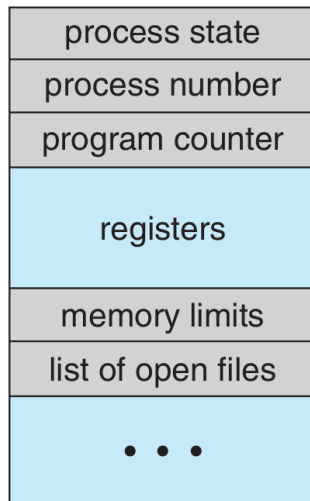 process state
process number
program counter
registers
memory limits
list of open files
• • •